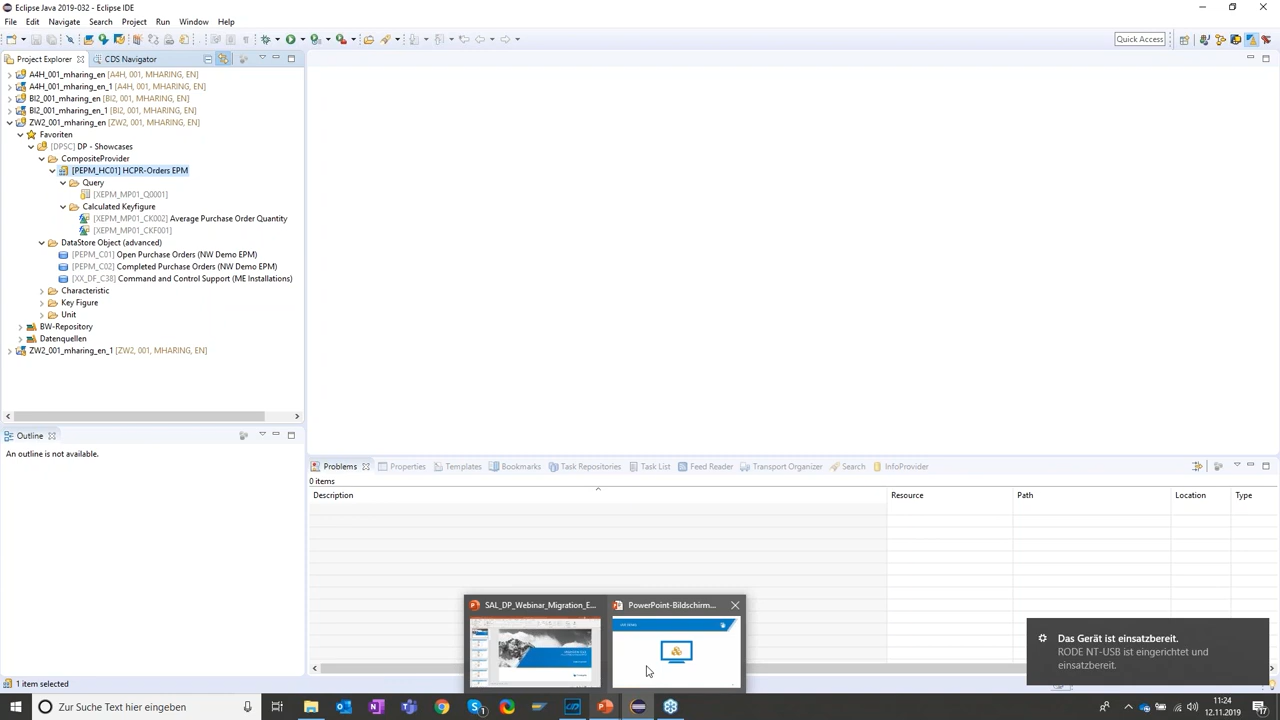 Eclipse Java 2019-032 - Eclipse IDE
File Edit Navigate Search Project Run Window Help
Quick Access
Project Explorer CDS Navigator
A4H_001_mharing_en [A4H, 001, MHARING, EN]
A4H_001_mharing_en_1 [A4H, 001, MHARING, EN]
BI2_001_mharing_en [BI2, 001, MHARING, EN]
BI2_001_mharing_en_1 [BI2, 001, MHARING, EN]
ZW2_001_mharing_en [ZW2, 001, MHARING, EN]
Favoriten
[DPSC] DP - Showcases
CompositeProvider
[PEPM_HC01] HCPR-Orders EPM
Query
[XEPM_MP01_Q0001]
Calculated Keyfigure
[XEPM_MP01_CK002] Average Purchase Order Quantity
[XEPM_MP01_CKF001]
DataStore Object (advanced)
[PEPM_C01] Open Purchase Orders (NW Demo EPM)
[PEPM_C02] Completed Purchase Orders (NW Demo EPM)
[XX_DF_C38] Command and Control Support (ME Installations)
Characteristic
Key Figure
Unit
BW-Repository
Datenquellen
ZW2_001_mharing_en_1 [ZW2, 001, MHARING, EN]
Outline
An outline is not available.
Problems Properties Templates Bookmarks Task Repositories Task List Feed Reader Transport Organizer Search InfoProvider
0 items
Description Resource Path Location Type
SAL_DP_Webinar_Migration_E... PowerPoint-Bildschirm...
Das Gerät ist einsatzbereit.
RODE NT-USB ist eingerichtet und
einsatzbereit.
1 item selected
Zur Suche Text hier eingeben
11:24
12.11.2019